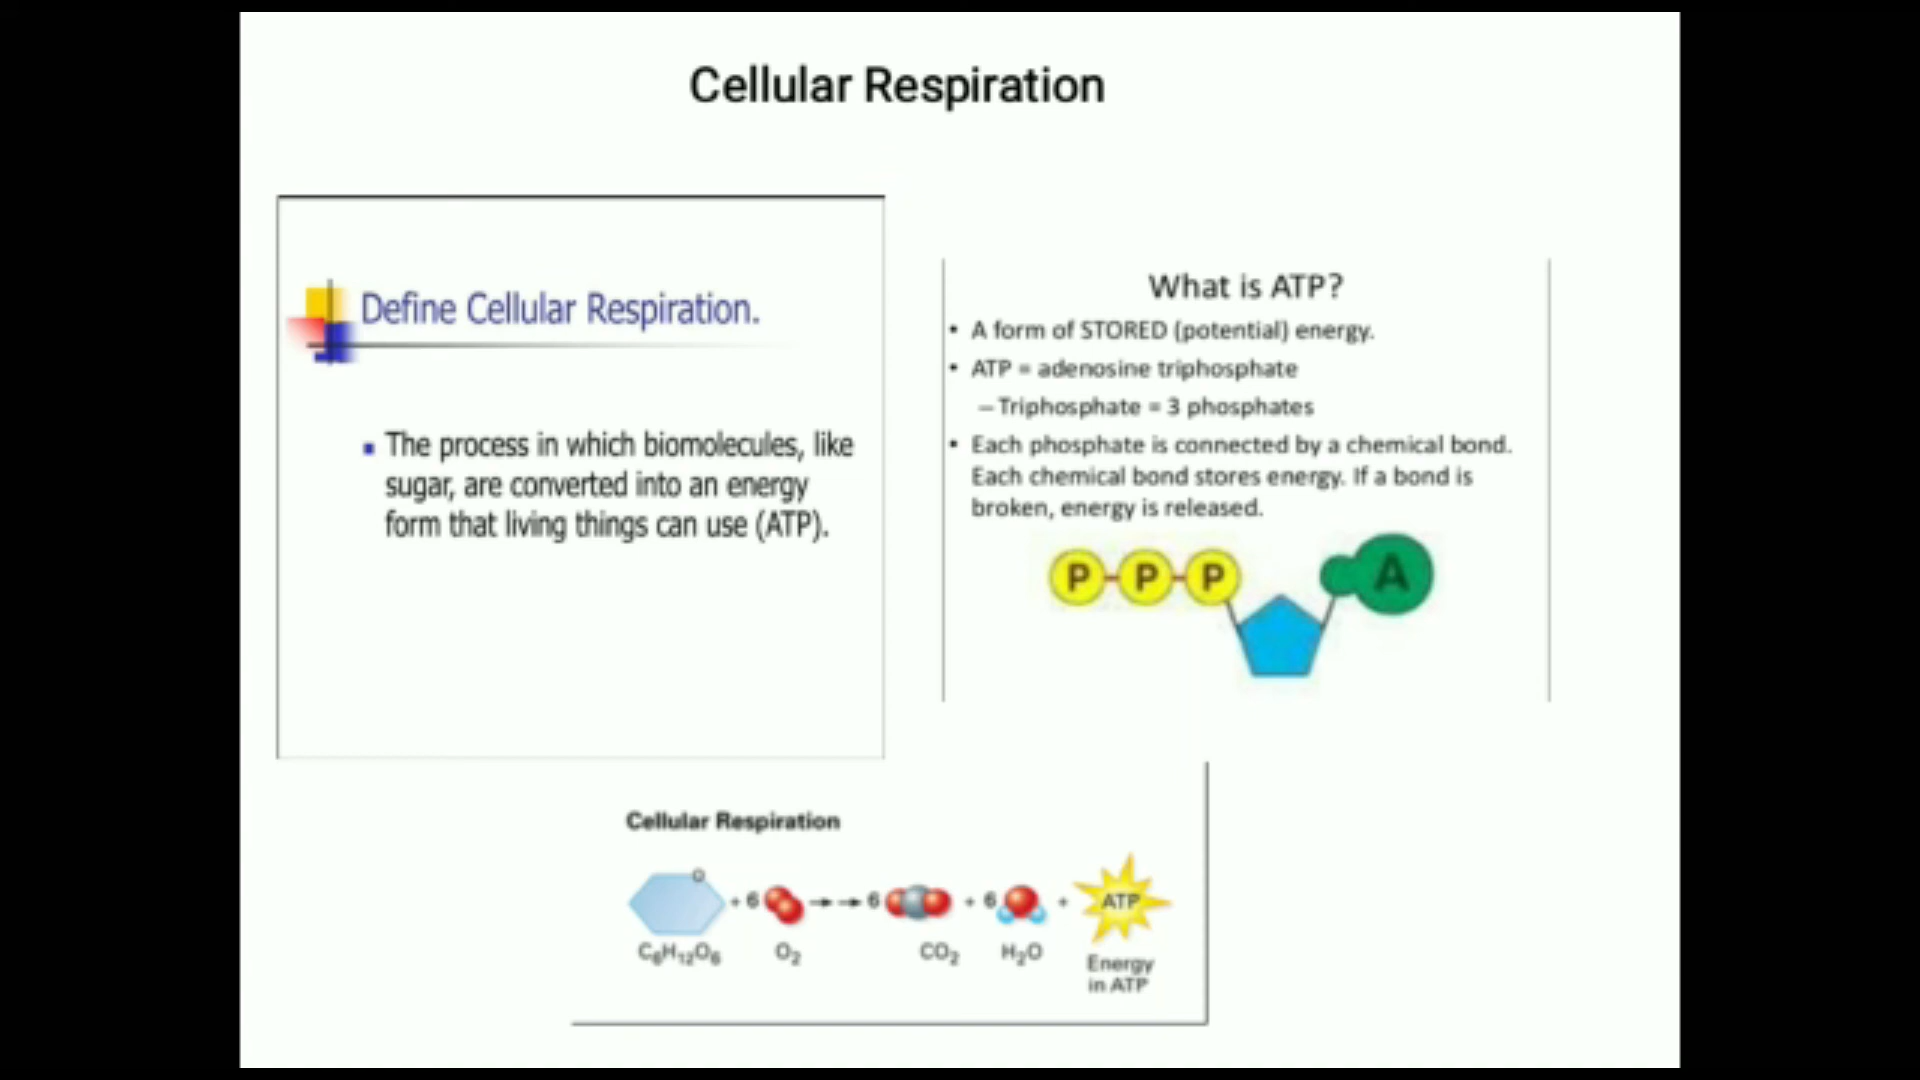 Cellular Respiration
Define Cellular Respiration.
▪ The process in which biomolecules, like
sugar, are converted into an energy
form that living things can use (ATP).
What is ATP?
• A form of STORED (potential) energy.
• ATP = adenosine triphosphate
– Triphosphate = 3 phosphates
• Each phosphate is connected by a chemical bond.
Each chemical bond stores energy. If a bond is
broken, energy is released.
P-P-P A
Cellular Respiration
O
+ 6 → → 6 + 6 + ATP
C₆H₁₂O₆ O₂ CO₂ H₂O
Energy
in ATP